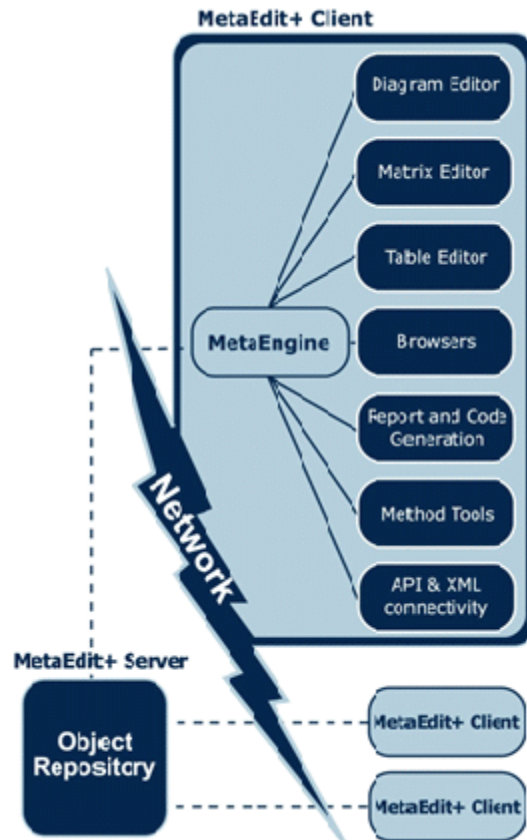 MetaEdit+ Client
Diagram Editor
Matrix Editor
Table Editor
MetaEngine
Browsers
Report and Code
Generation
Method Tools
API & XML
connectivity
Network
MetaEdit+ Server
Object
Repository
MetaEdit+ Client
MetaEdit+ Client